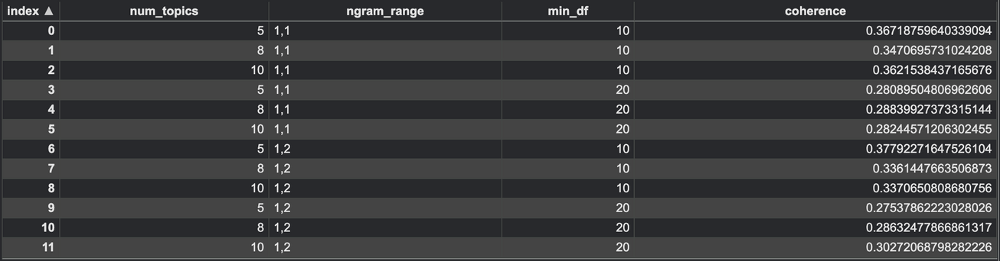 index ▲ num_topics ngram_range min_df coherence
0 5 1,1 10 0.36718759640339094
1 8 1,1 10 0.3470695731024208
2 10 1,1 10 0.3621538437165676
3 5 1,1 20 0.28089504806962606
4 8 1,1 20 0.28839927373315144
5 10 1,1 20 0.28244571206302455
6 5 1,2 10 0.37792271647526104
7 8 1,2 10 0.3361447663506873
8 10 1,2 10 0.3370650808680756
9 5 1,2 20 0.27537862223028026
10 8 1,2 20 0.28632477866861317
11 10 1,2 20 0.30272068798282226